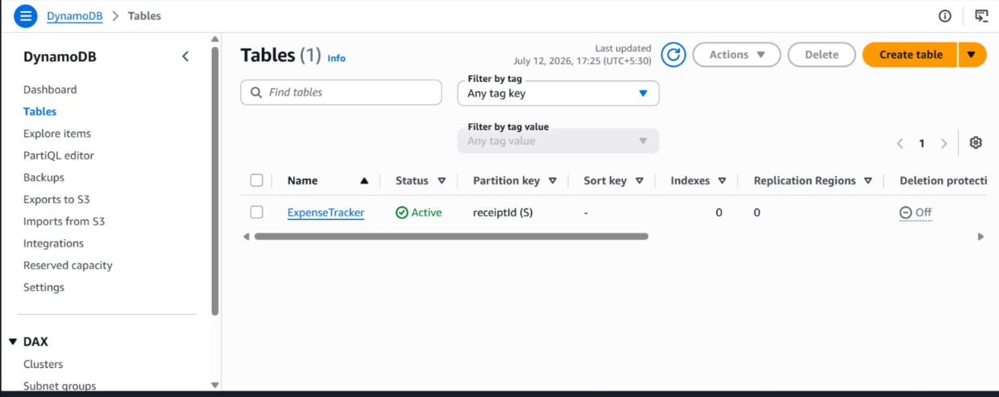 DynamoDB > Tables
DynamoDB
Dashboard
Tables
Explore items
PartiQL editor
Backups
Exports to S3
Imports from S3
Integrations
Reserved capacity
Settings
DAX
Clusters
Subnet groups
Tables (1) Info
Last updated
July 12, 2026, 17:25 (UTC+5:30)
Actions
Delete
Create table
Find tables
Filter by tag
Any tag key
Filter by tag value
Any tag value
1
Name Status Partition key Sort key Indexes Replication Regions Deletion protecti
ExpenseTracker Active receiptId (S) - 0 0 Off